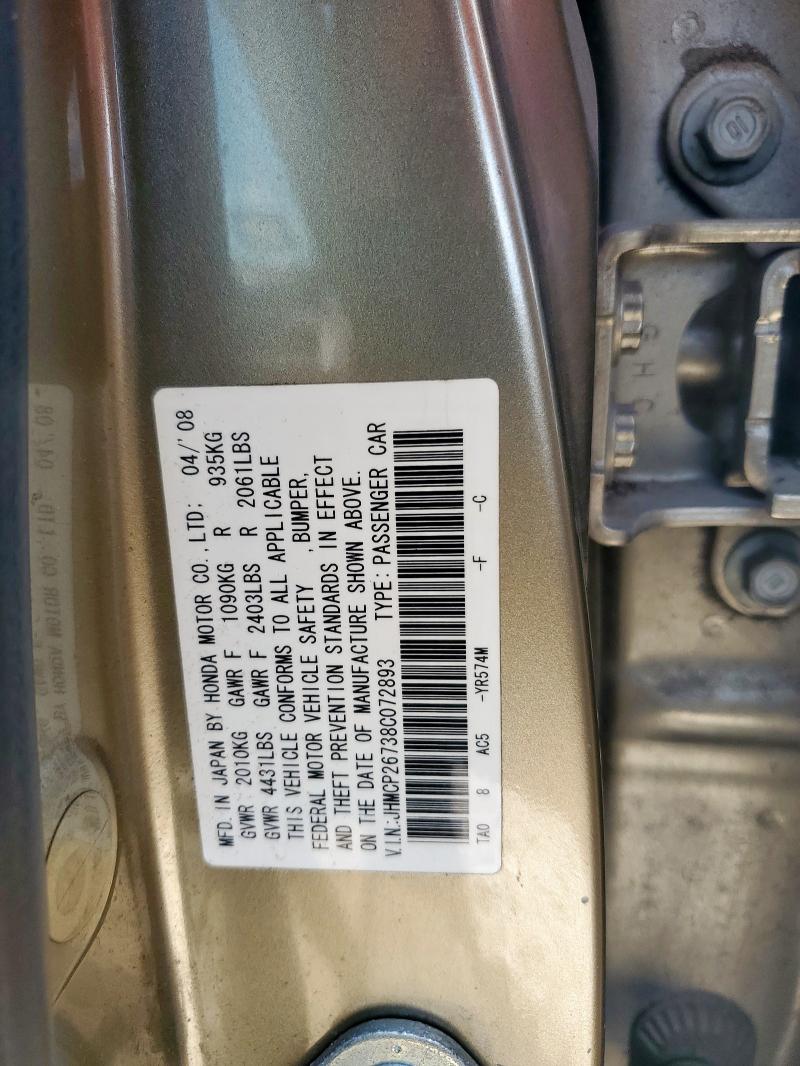 MFD. IN JAPAN BY HONDA MOTOR CO., LTD; 04/'08
GVWR 2010KG GAWR F 1090KG R 935KG
GVWR 4431LBS GAWR F 2403LBS R 2061LBS
THIS VEHICLE CONFORMS TO ALL APPLICABLE
FEDERAL MOTOR VEHICLE SAFETY ,BUMPER,
AND THEFT PREVENTION STANDARDS IN EFFECT
ON THE DATE OF MANUFACTURE SHOWN ABOVE.
V.I.N:JHMCP26738C072893 TYPE: PASSENGER CAR
TA0 8 AC5 -YR574M -F -C
GHC